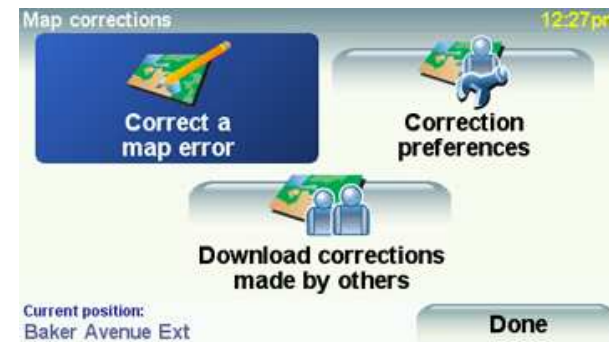 Map corrections
12:27pm
Correct a
map error
Correction
preferences
Download corrections
made by others
Current position:
Baker Avenue Ext
Done